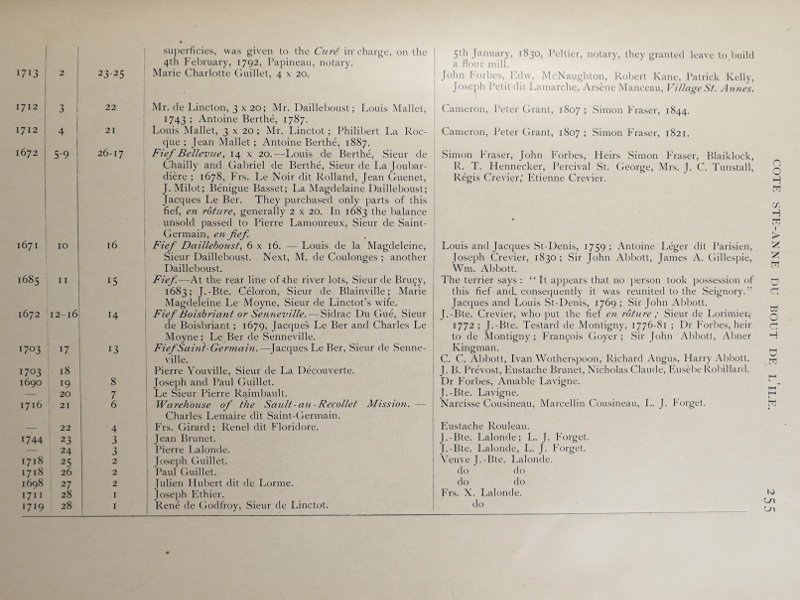 superficies, was given to the Curé in charge, on the 5th January, 1830, Peltier, notary, they granted leave to build
4th February, 1792, Papineau, notary. a flour mill.
1713 2 23-25 Marie Charlotte Guillet, 4 x 20. John Forbes, Edw. McNaughton, Robert Kane, Patrick Kelly,
Joseph Petit dit Lamarche, Arsène Manceau, Village St. Annes.
1712 3 22 Mr. de Lincton, 3 x 20; Mr. Dailleboust; Louis Mallet, Cameron, Peter Grant, 1807; Simon Fraser, 1844.
1743; Antoine Berthé, 1787.
1712 4 21 Louis Mallet, 3 x 20; Mr. Linctot; Philibert La Roc- Cameron, Peter Grant, 1807; Simon Fraser, 1821.
que; Jean Mallet; Antoine Berthé, 1887.
1672 5-9 26-17 Fief Bellevue, 14 x 20.—Louis de Berthé, Sieur de Simon Fraser, John Forbes, Heirs Simon Fraser, Blaiklock,
Chailly and Gabriel de Berthé, Sieur de La Joubar- R. T. Hennecker, Percival St. George, Mrs. J. C. Tunstall,
dière; 1678, Frs. Le Noir dit Rolland, Jean Guenet, Régis Crevier, Etienne Crevier.
J. Milot; Bénigue Basset; La Magdelaine Dailleboust;
Jacques Le Ber. They purchased only parts of this
fief, en rôture, generally 2 x 20. In 1683 the balance
unsold passed to Pierre Lamoureux, Sieur de Saint-
Germain, en fief.
1671 10 16 Fief Dailleboust, 6 x 16. — Louis de la Magdeleine, Louis and Jacques St-Denis, 1759; Antoine Léger dit Parisien,
Sieur Dailleboust. Next, M. de Coulonges; another Joseph Crevier, 1830; Sir John Abbott, James A. Gillespie,
Dailleboust. Wm. Abbott.
1685 11 15 Fief.—At the rear line of the river lots, Sieur de Brucy, The terrier says: "It appears that no person took possession of
1683; J.-Bte. Céloron, Sieur de Blainville; Marie this fief and consequently it was reunited to the Seignory."
Magdeleine Le Moyne, Sieur de Linctot's wife. Jacques and Louis St-Denis, 1769; Sir John Abbott.
1672 12-16 14 Fief Boisbriant or Senneville.—Sidrac Du Gué, Sieur J.-Bte. Crevier, who put the fief en rôture; Sieur de Lorimier,
de Boisbriant; 1679, Jacques Le Ber and Charles Le 1772; J.-Bte. Testard de Montigny, 1776-81; Dr Forbes, heir
Moyne; Le Ber de Senneville. to de Montigny; François Goyer; Sir John Abbott, Abner
1703 17 13 Fief Saint-Germain.—Jacques Le Ber, Sieur de Senne- Kingman.
ville. C. C. Abbott, Ivan Wotherspoon, Richard Angus, Harry Abbott.
1703 18 Pierre Youville, Sieur de La Découverte. J. B. Prévost, Eustache Brunet, Nicholas Claude, Eusèbe Robillard.
1690 19 8 Joseph and Paul Guillet. Dr Forbes, Amable Lavigne.
— 20 7 Le Sieur Pierre Raimbault. J.-Bte. Lavigne.
1716 21 6 Warehouse of the Sault-au-Recollet Mission. — Narcisse Cousineau, Marcellin Cousineau, L. J. Forget.
Charles Lemaire dit Saint-Germain.
— 22 4 Frs. Girard; Renel dit Floridore. Eustache Rouleau.
1744 23 3 Jean Brunet. J.-Bte. Lalonde; L. J. Forget.
— 24 3 Pierre Lalonde. J.-Bte. Lalonde, L. J. Forget.
1718 25 2 Joseph Guillet. Veuve J.-Bte. Lalonde.
1718 26 2 Paul Guillet. do do
1698 27 2 Julien Hubert dit de Lorme. do do
1711 28 1 Joseph Ethier. Frs. X. Lalonde.
1719 28 1 René de Godfroy, Sieur de Linctot. do
COTE STE-ANNE DU BOUT DE L'ILE.
255